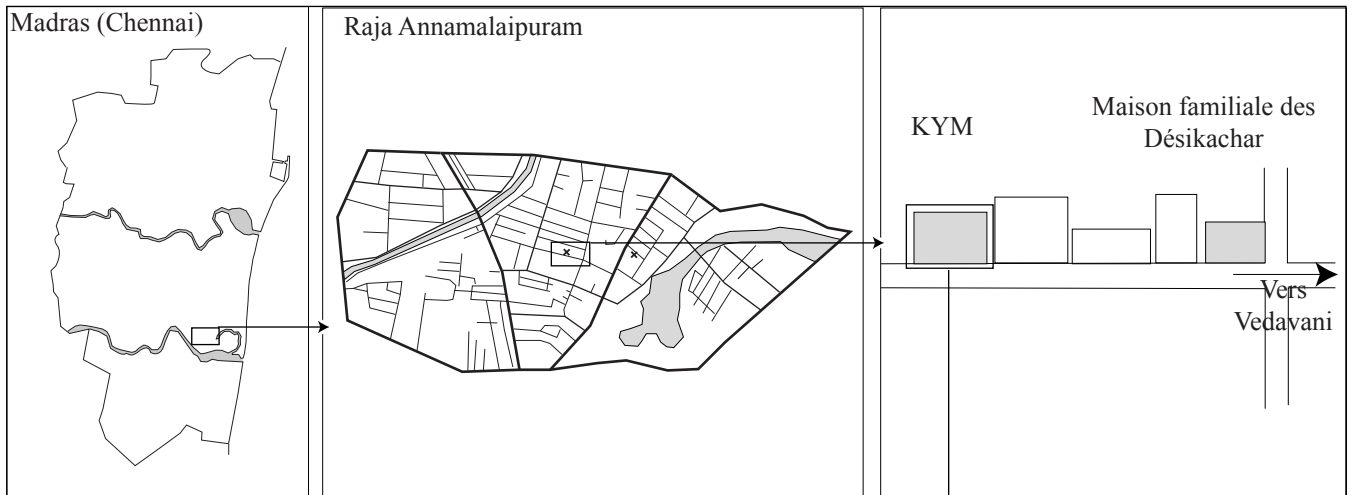 Madras (Chennai)
Raja Annamalaipuram
KYM
Maison familiale des
Désikachar
Vers
Vedavani